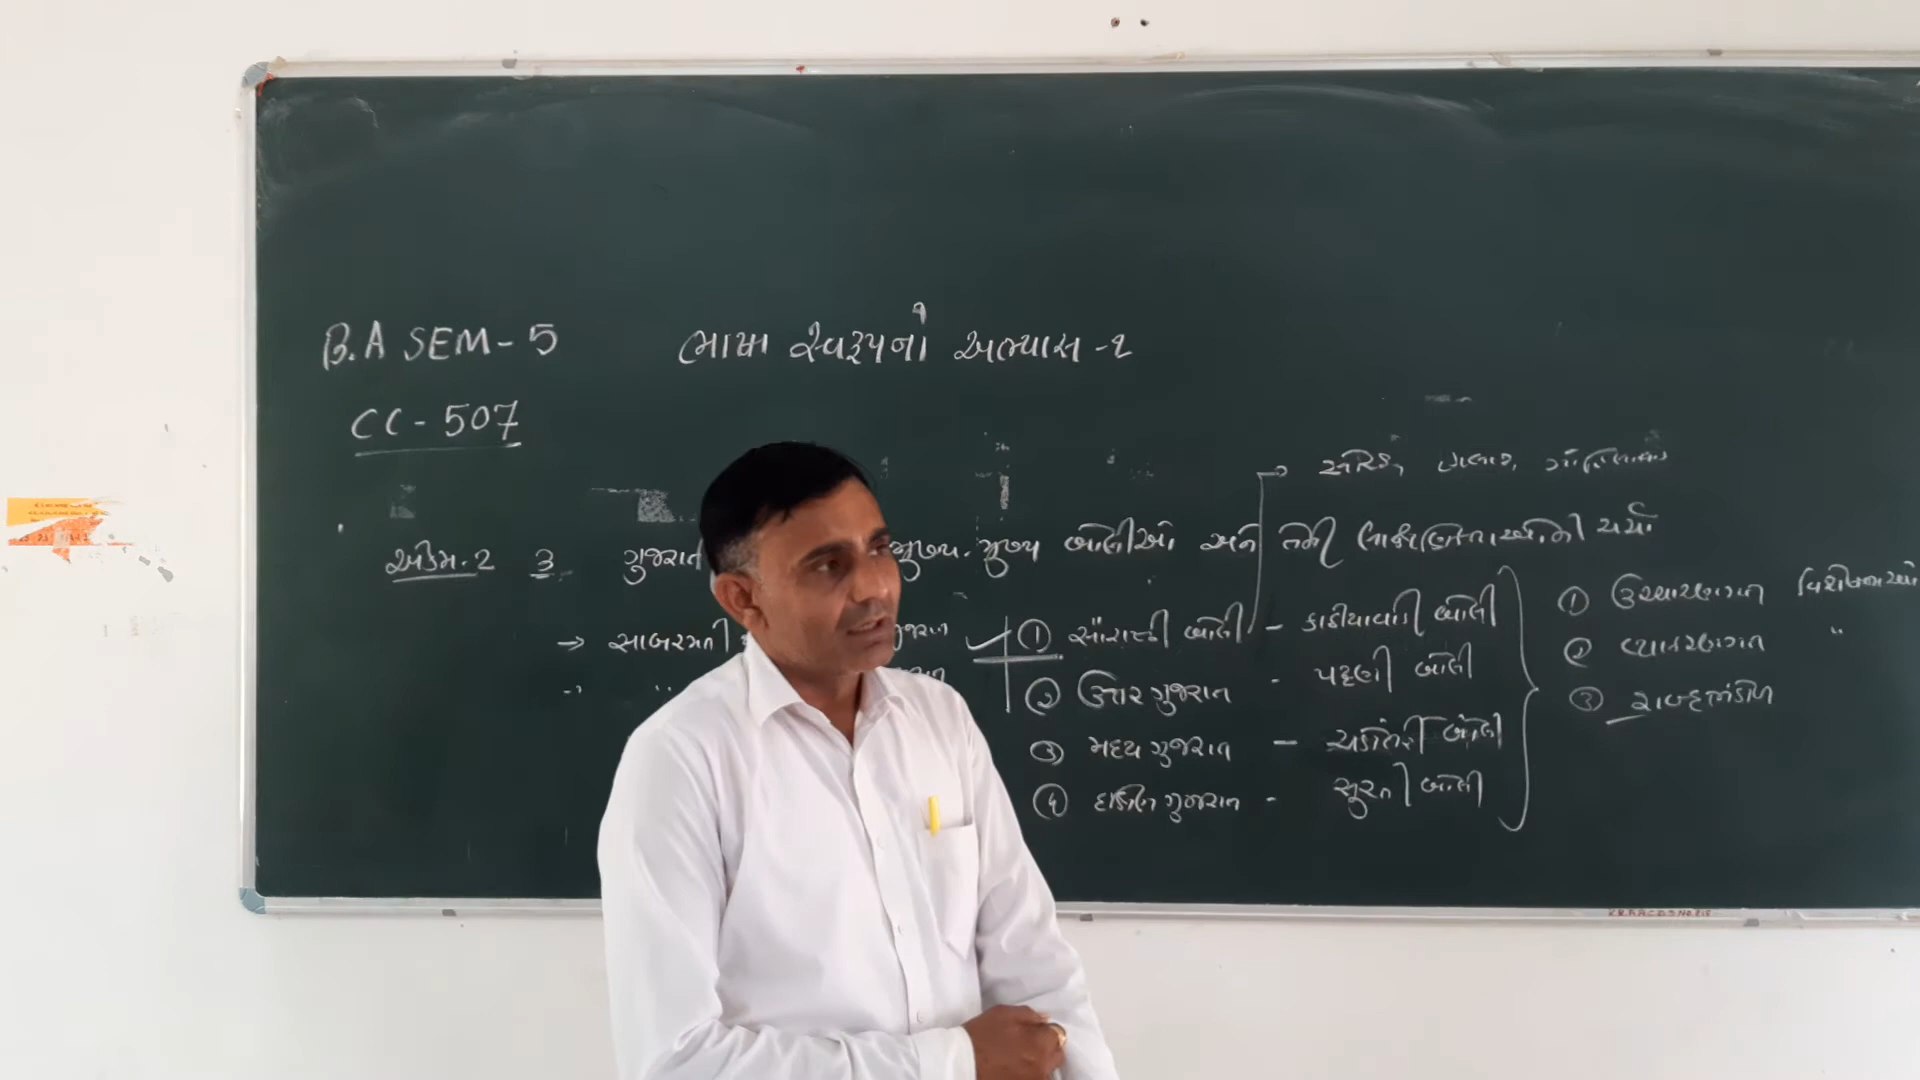 B.A SEM - 5 ભાષા સ્વરૂપનો અભ્યાસ - ૧
CC - 507
એકમ. 2 3 ગુજરાત મુખ્ય. મુખ્ય બોલીઓ અને તેની લાક્ષણિકતાઓની ચર્ચા
→ સાબરમતી
① સૌરાષ્ટ્રી બોલી - કાઠીયાવાડી બોલી
② ઉત્તર ગુજરાત - પટ્ટણી બોલી
③ મધ્ય ગુજરાત - ચરોતરી બોલી
④ દક્ષિણ ગુજરાત - સુરતી બોલી
① ઉચ્ચારણગત વિશેષતાઓ
② વ્યાકરણગત "
③ શબ્દભંડોળ